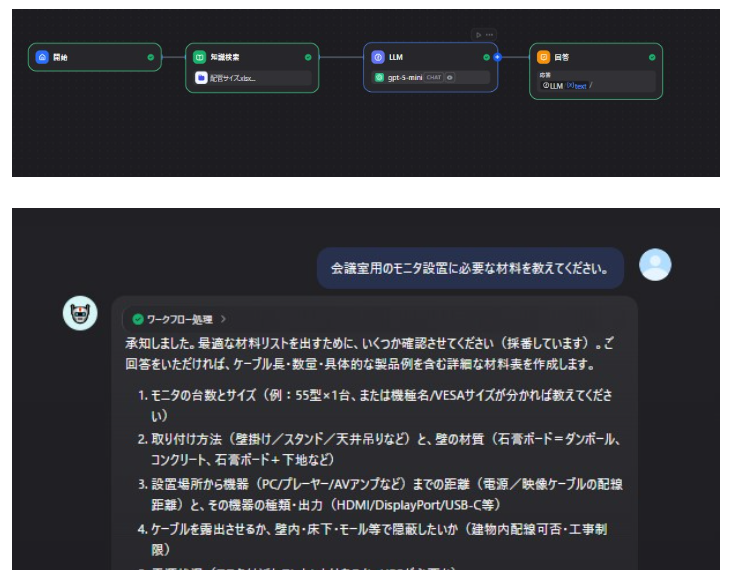 開始
知識検索
配管サイズ.xlsx...
LLM
gpt-5-mini CHAT
回答
応答
LLM {x} text /
会議室用のモニタ設置に必要な材料を教えてください。
ワークフロー処理
承知しました。最適な材料リストを出すために、いくつか確認させてください（採番しています）。ご
回答をいただければ、ケーブル長・数量・具体的な製品例を含む詳細な材料表を作成します。
1. モニタの台数とサイズ（例：55型×1台、または機種名/VESAサイズが分かれば教えてくださ
い）
2. 取り付け方法（壁掛け／スタンド／天井吊りなど）と、壁の材質（石膏ボード=ダンボール、
コンクリート、石膏ボード+下地など）
3. 設置場所から機器（PC/プレーヤー/AVアンプなど）までの距離（電源／映像ケーブルの配線
距離）と、その機器の種類・出力（HDMI/DisplayPort/USB-C等）
4. ケーブルを露出させるか、壁内・床下・モール等で隠蔽したいか（建物内配線可否・工事制
限）